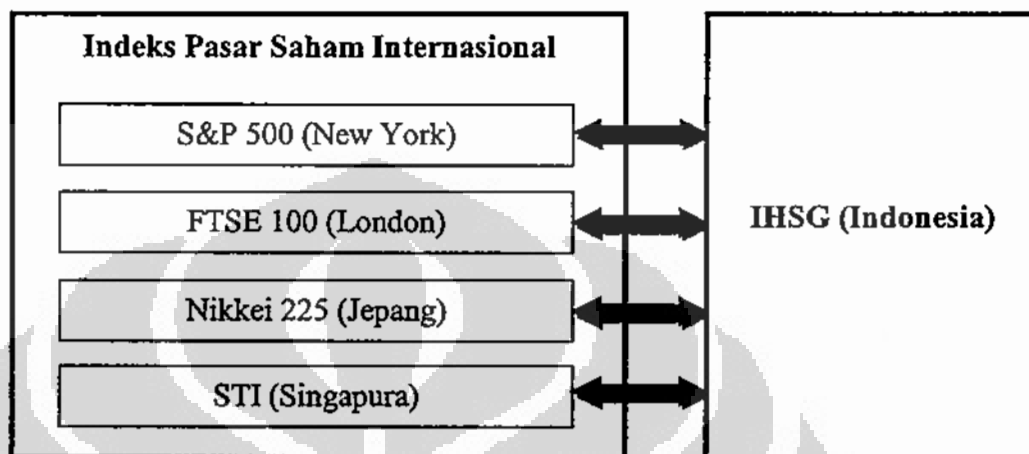 Indeks Pasar Saham Internasional
S&P 500 (New York)
FTSE 100 (London)
Nikkei 225 (Jepang)
STI (Singapura)
IHSG (Indonesia)